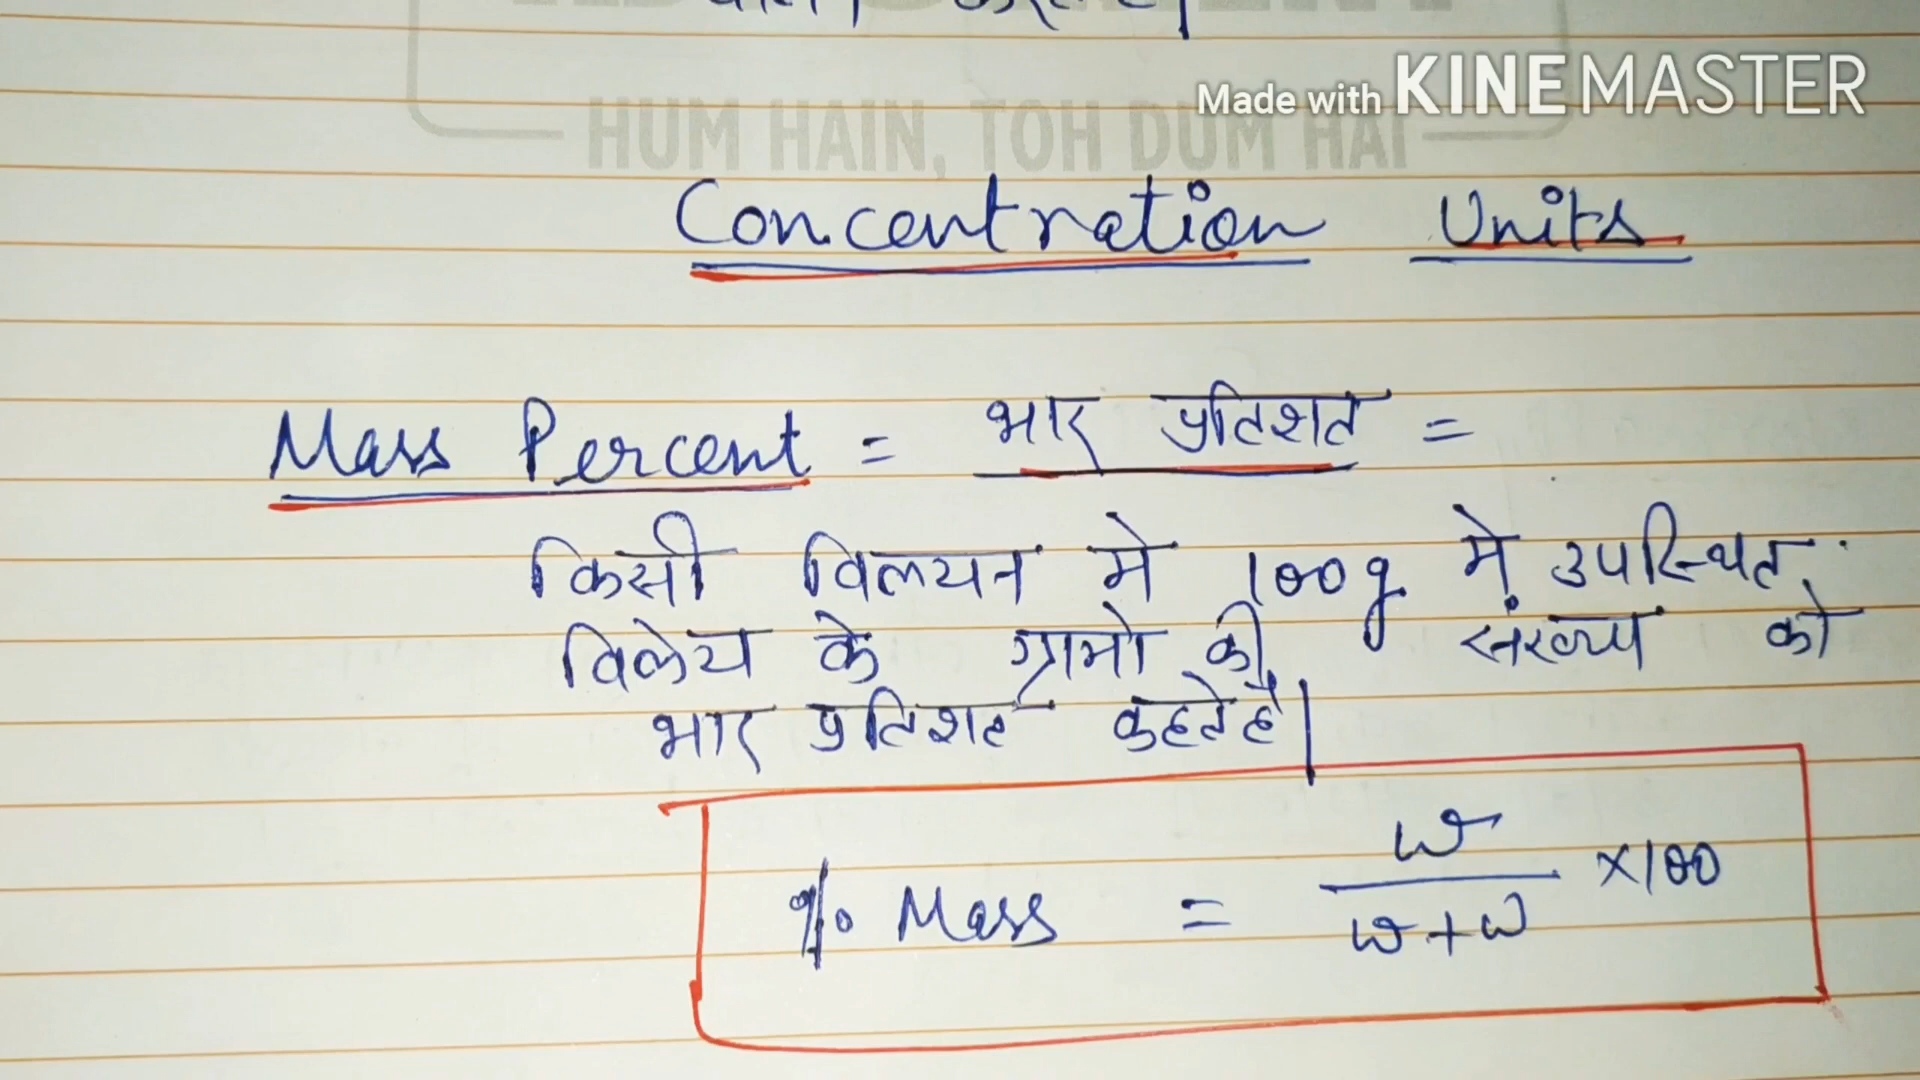 Made with KINEMASTER
HUM HAIN, TOH DUM HAI
Concentration Units
Mass Percent = भार प्रतिशत =
किसी विलयन मे 100g में उपस्थित
विलेय के ग्रामो की संख्या को
भार प्रतिशत कहते है।
% Mass = w / w+W ×100